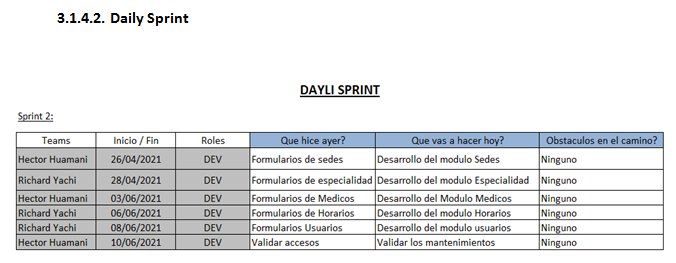 3.1.4.2. Daily Sprint
DAYLI SPRINT
Sprint 2:
Teams Inicio / Fin Roles Que hice ayer? Que vas a hacer hoy? Obstaculos en el camino?
Hector Huamani 26/04/2021 DEV Formularios de sedes Desarrollo del modulo Sedes Ninguno
Richard Yachi 28/04/2021 DEV Formularios de especialidad Desarrollo del modulo Especialidad Ninguno
Hector Huamani 03/06/2021 DEV Formularios de Medicos Desarrollo del Modulo Medicos Ninguno
Richard Yachi 06/06/2021 DEV Formularios de Horarios Desarrollo del modulo Horarios Ninguno
Richard Yachi 08/06/2021 DEV Formularios Usuarios Desarrollo del modulo usuarios Ninguno
Hector Huamani 10/06/2021 DEV Validar accesos Validar los mantenimientos Ninguno